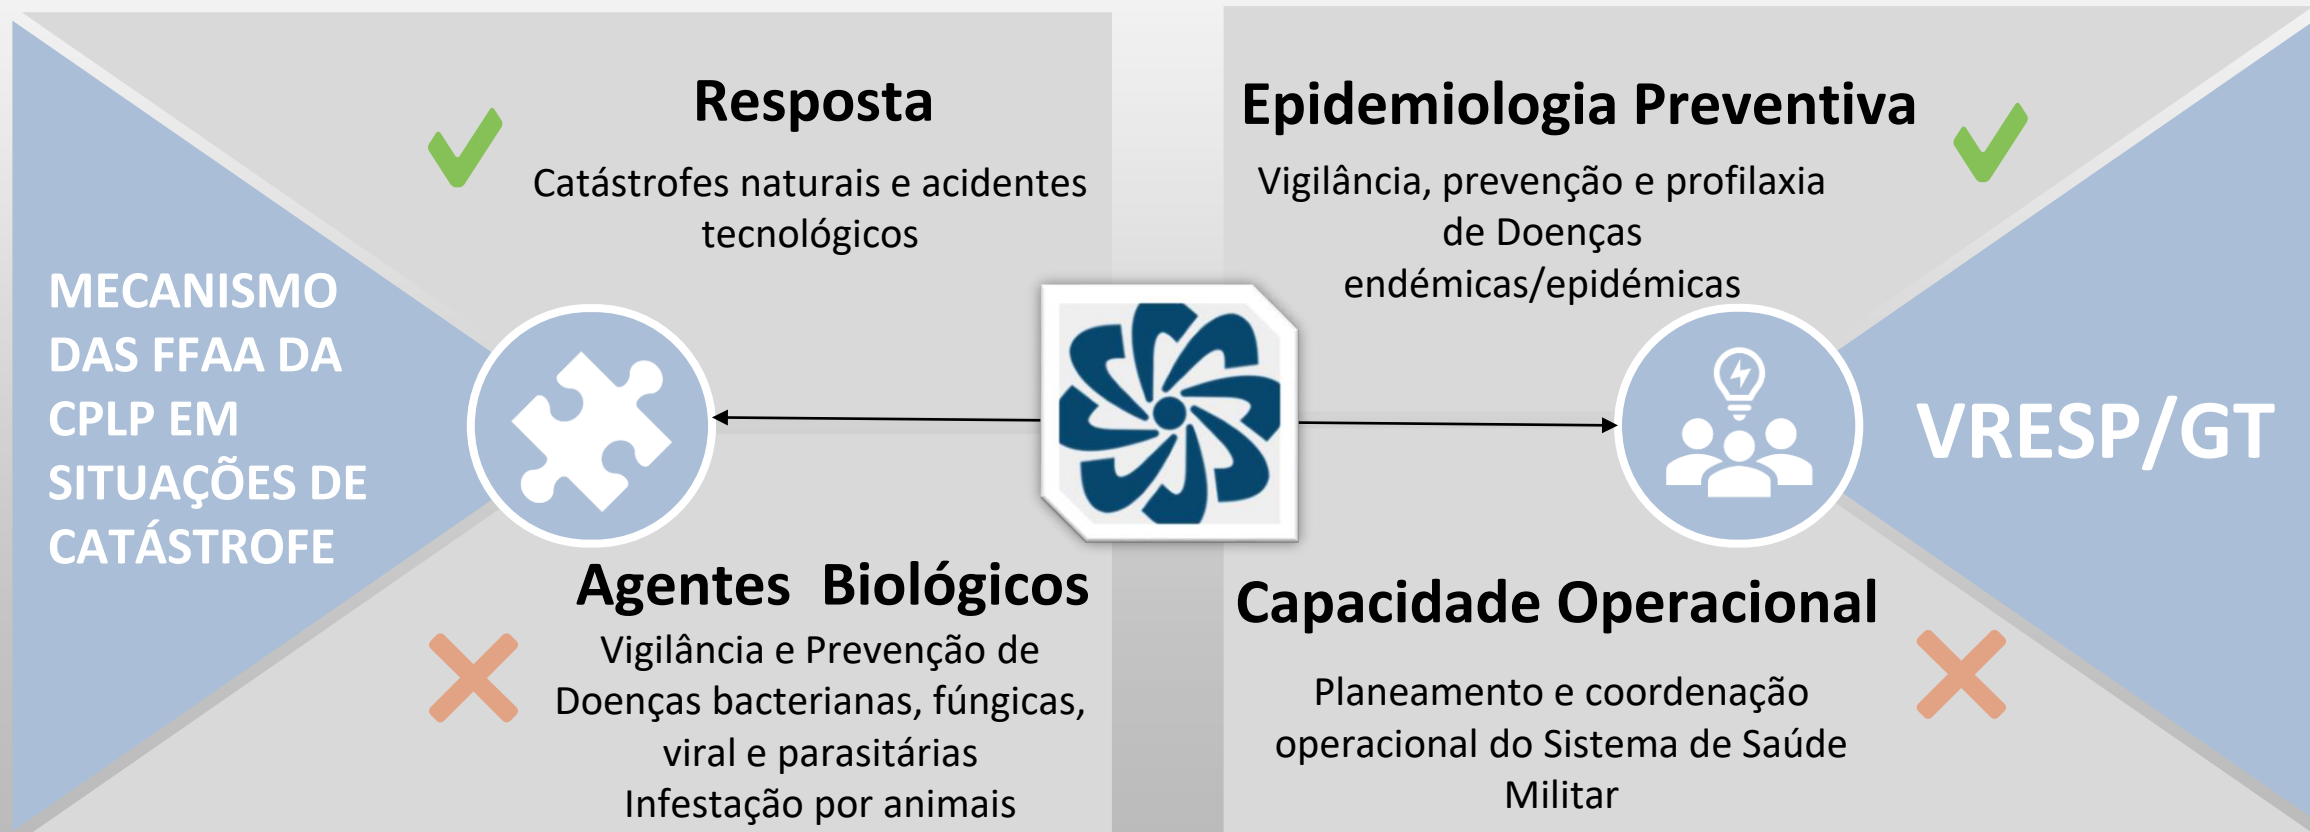 MECANISMO
DAS FFAA DA
CPLP EM
SITUAÇÕES DE
CATÁSTROFE
Resposta
Catástrofes naturais e acidentes
tecnológicos
Agentes  Biológicos
Vigilância e Prevenção de
Doenças bacterianas, fúngicas,
viral e parasitárias
Infestação por animais
Epidemiologia Preventiva
Vigilância, prevenção e profilaxia
de Doenças
endémicas/epidémicas
Capacidade Operacional
Planeamento e coordenação
operacional do Sistema de Saúde
Militar
VRESP/GT